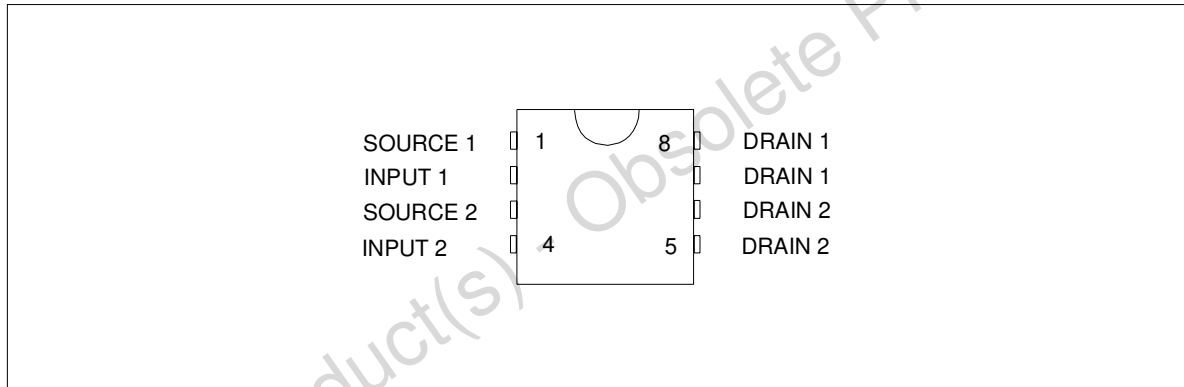 SOURCE 1 1 8 DRAIN 1
INPUT 1 DRAIN 1
SOURCE 2 DRAIN 2
INPUT 2 4 5 DRAIN 2
duct(s) - Obsolete Pr